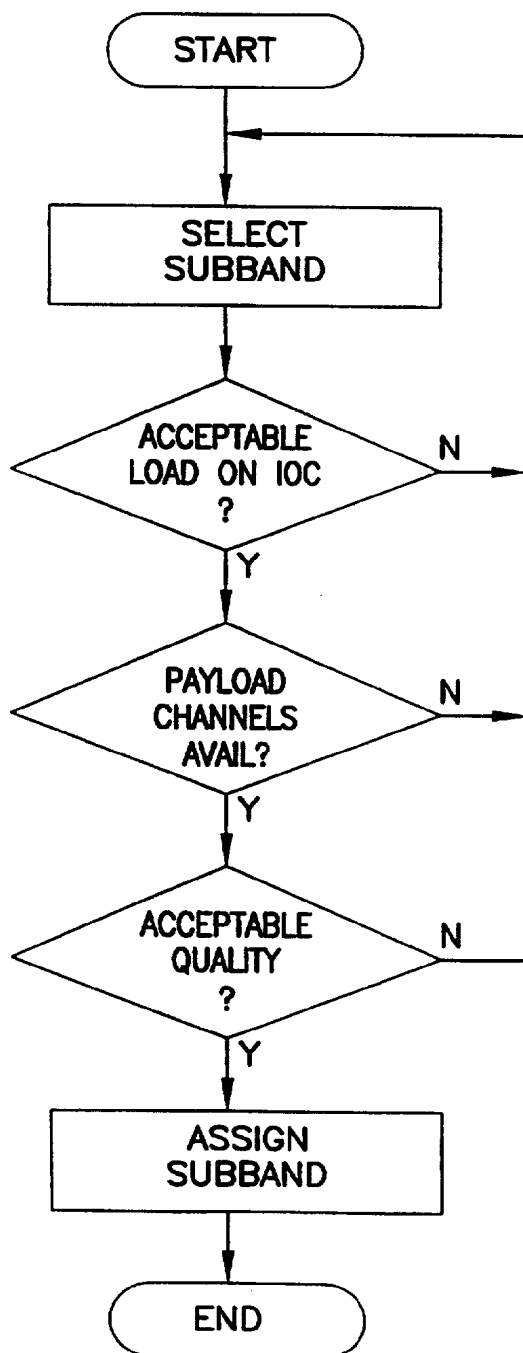 START
SELECT
SUBBAND
ACCEPTABLE
LOAD ON IOC
?
N
Y
PAYLOAD
CHANNELS
AVAIL?
N
Y
ACCEPTABLE
QUALITY
?
N
Y
ASSIGN
SUBBAND
END